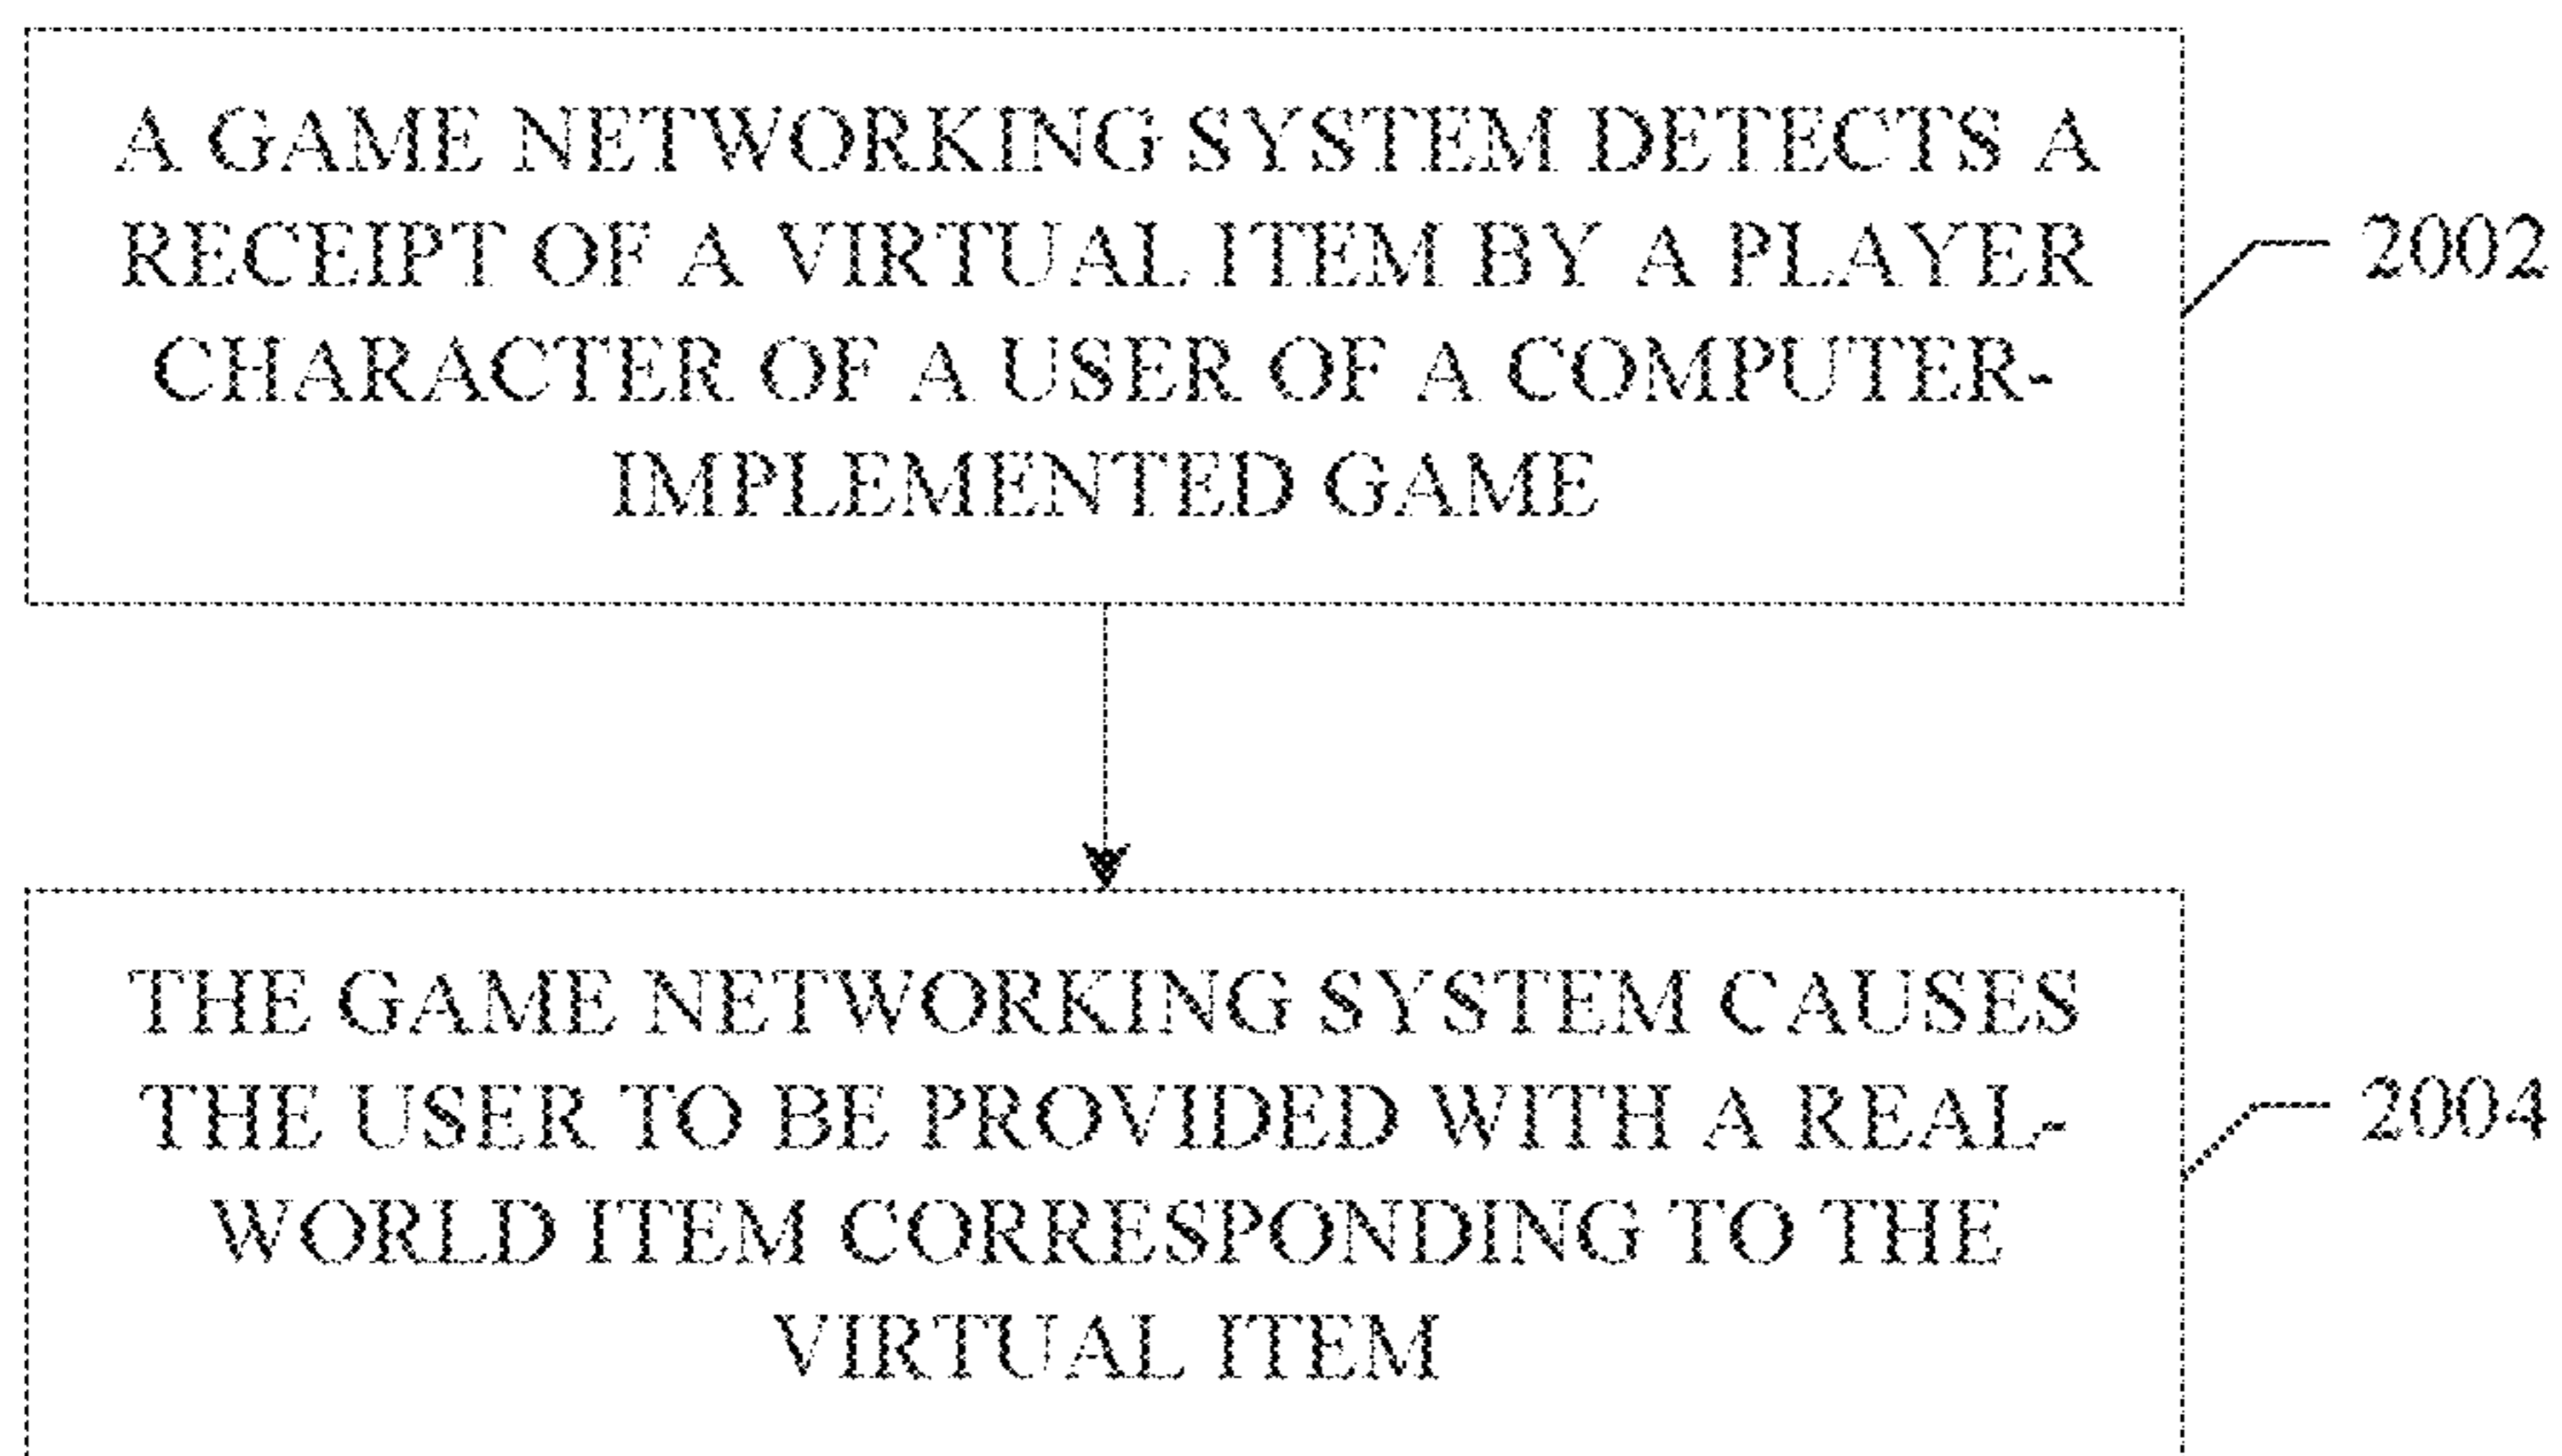 A GAME NETWORKING SYSTEM DETECTS A
RECEIPT OF A VIRTUAL ITEM BY A PLAYER
CHARACTER OF A USER OF A COMPUTER-
IMPLEMENTED GAME
2002
THE GAME NETWORKING SYSTEM CAUSES
THE USER TO BE PROVIDED WITH A REAL-
WORLD ITEM CORRESPONDING TO THE
VIRTUAL ITEM
2004